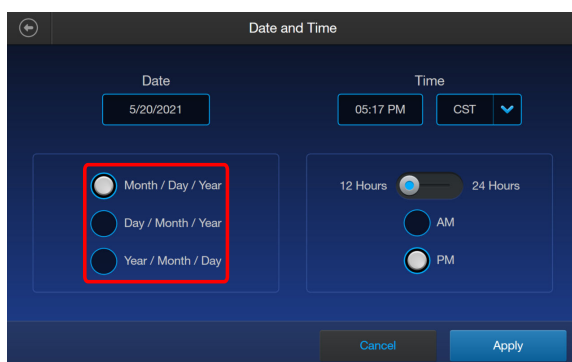 Date and Time
Date
5/20/2021
Time
05:17 PM
CST
Month / Day / Year
Day / Month / Year
Year / Month / Day
12 Hours
24 Hours
AM
PM
Cancel
Apply